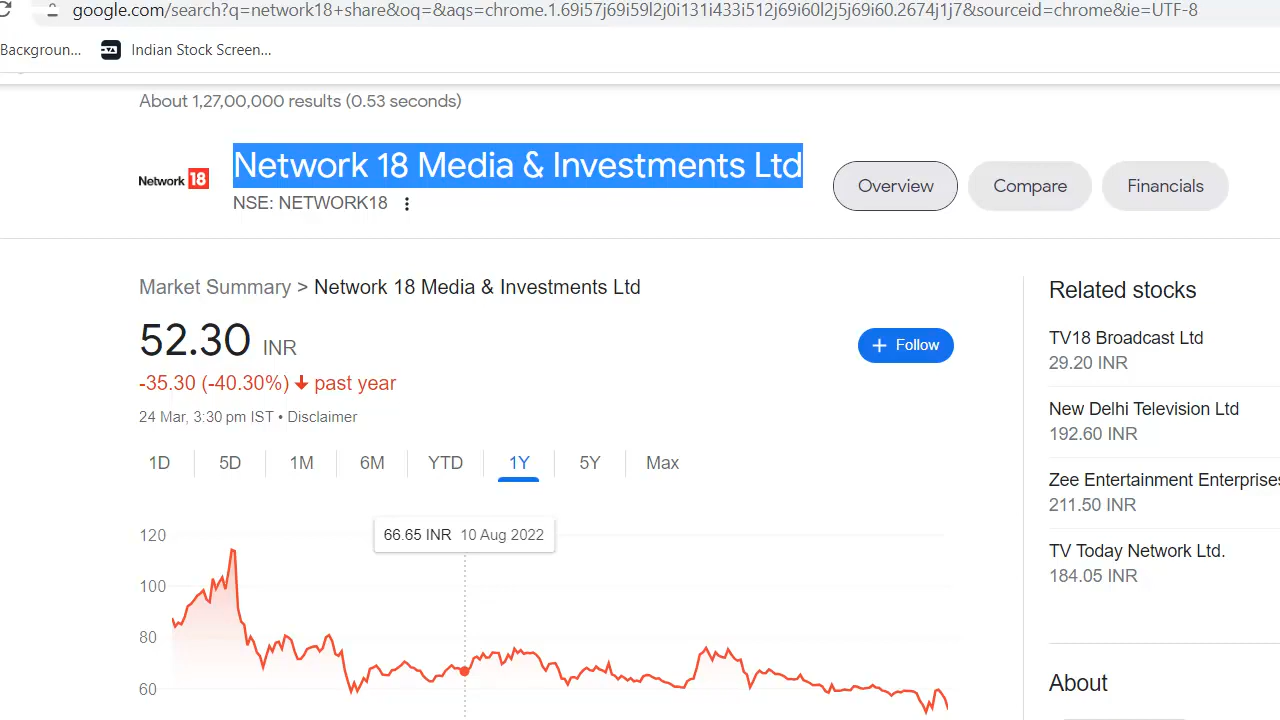 google.com/search?q=network18+share&oq=&aqs=chrome.1.69i57j69i59l2j0i131i433i512j69i60l2j5j69i60.2674j1j7&sourceid=chrome&ie=UTF-8
Backgroun...
Indian Stock Screen...
About 1,27,00,000 results (0.53 seconds)
Network 18
Network 18 Media & Investments Ltd
NSE: NETWORK18
Overview
Compare
Financials
Market Summary > Network 18 Media & Investments Ltd
52.30 INR
+ Follow
-35.30 (-40.30%) past year
24 Mar, 3:30 pm IST • Disclaimer
1D 5D 1M 6M YTD 1Y 5Y Max
66.65 INR 10 Aug 2022
120
100
80
60
Related stocks
TV18 Broadcast Ltd
29.20 INR
New Delhi Television Ltd
192.60 INR
Zee Entertainment Enterprises
211.50 INR
TV Today Network Ltd.
184.05 INR
About